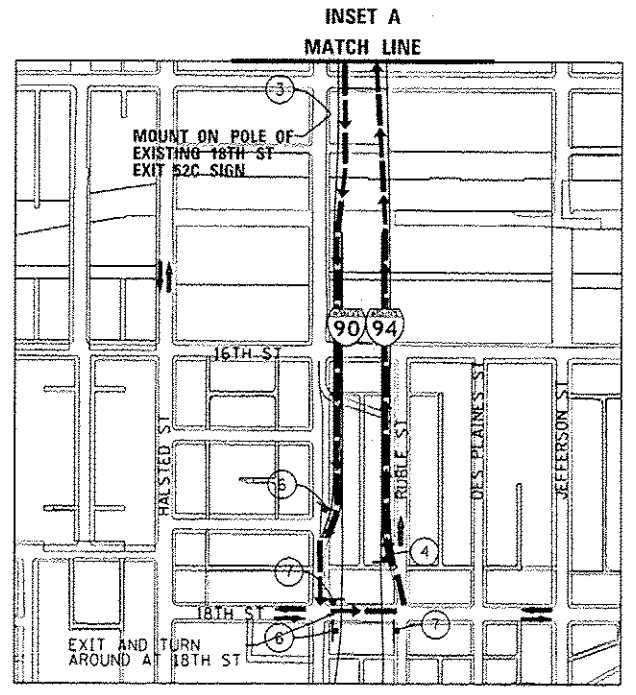 INSET A
MATCH LINE
3
MOUNT ON POLE OF
EXISTING 18TH ST
EXIT 52C SIGN
90 94
16TH ST
HALSTED ST
RUBLE ST
DES PLAINES ST
JEFFERSON ST
4
7
18TH ST
6
7
EXIT AND TURN
AROUND AT 18TH ST